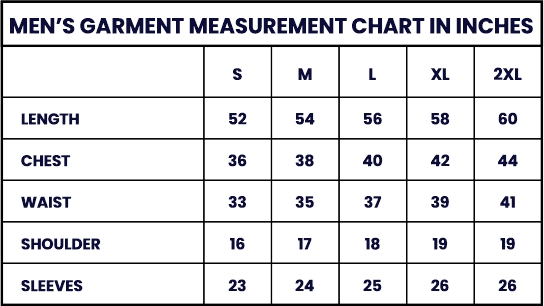 MEN’S GARMENT MEASUREMENT CHART IN INCHES
S M L XL 2XL
LENGTH 52 54 56 58 60
CHEST 36 38 40 42 44
WAIST 33 35 37 39 41
SHOULDER 16 17 18 19 19
SLEEVES 23 24 25 26 26